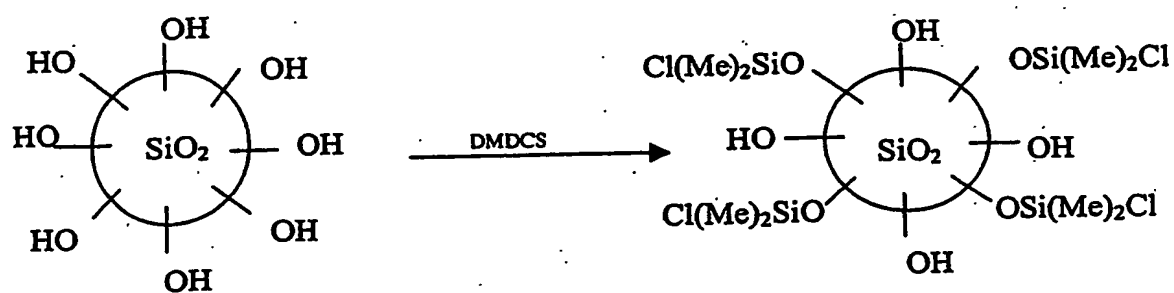 OH
HO
OH
HO
SiO₂
OH
HO
OH
OH
DMDCS
OH
Cl(Me)₂SiO
OSi(Me)₂Cl
HO
SiO₂
OH
Cl(Me)₂SiO
OSi(Me)₂Cl
OH